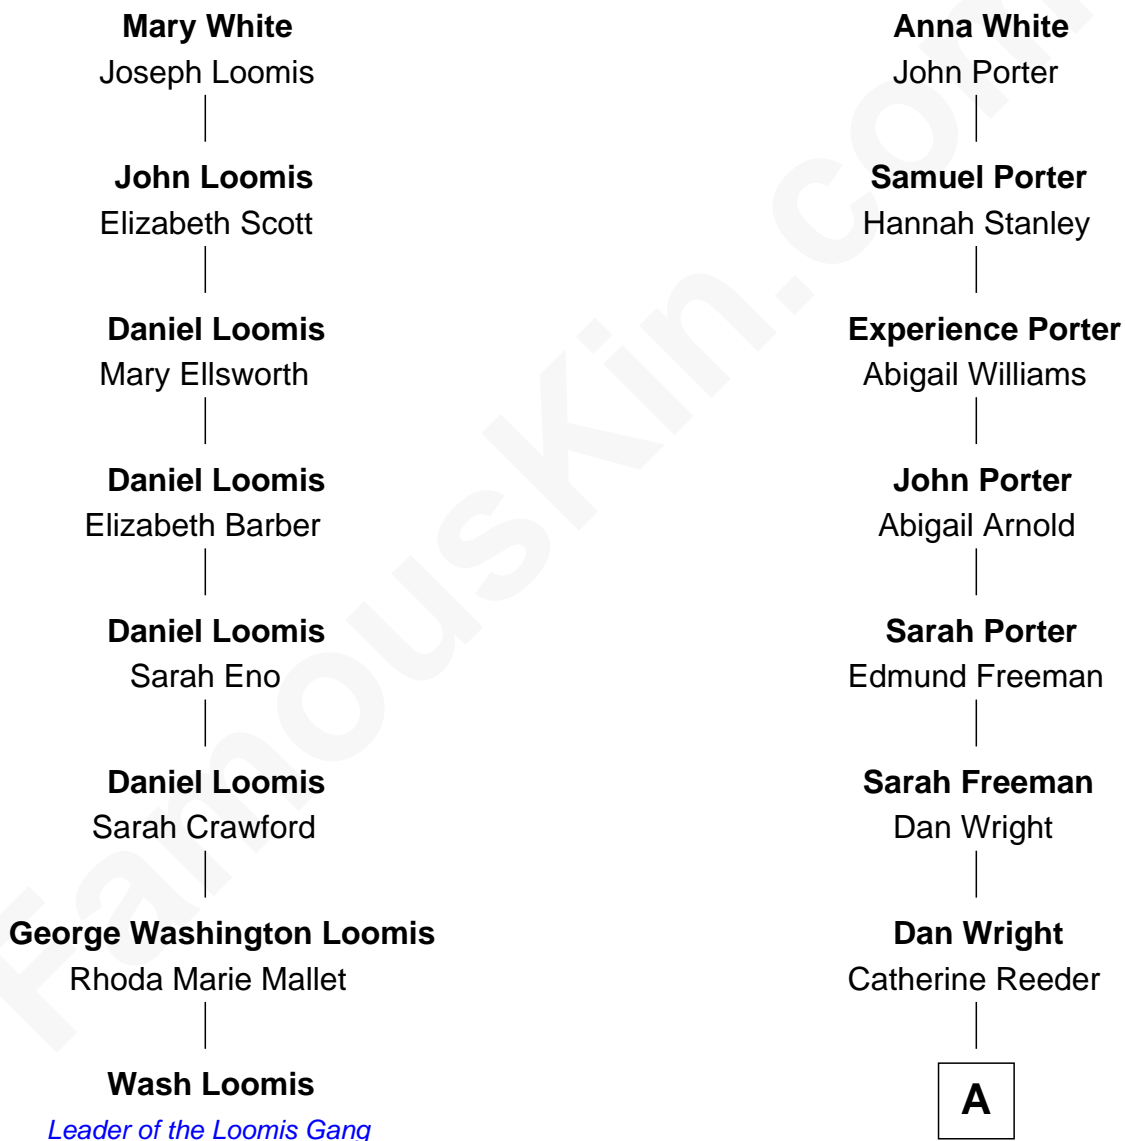 Mary White
Joseph Loomis
John Loomis
Elizabeth Scott
Daniel Loomis
Mary Ellsworth
Daniel Loomis
Elizabeth Barber
Daniel Loomis
Sarah Eno
Daniel Loomis
Sarah Crawford
George Washington Loomis
Rhoda Marie Mallet
Wash Loomis
Leader of the Loomis Gang
Anna White
John Porter
Samuel Porter
Hannah Stanley
Experience Porter
Abigail Williams
John Porter
Abigail Arnold
Sarah Porter
Edmund Freeman
Sarah Freeman
Dan Wright
Dan Wright
Catherine Reeder
A
FamousKin.com